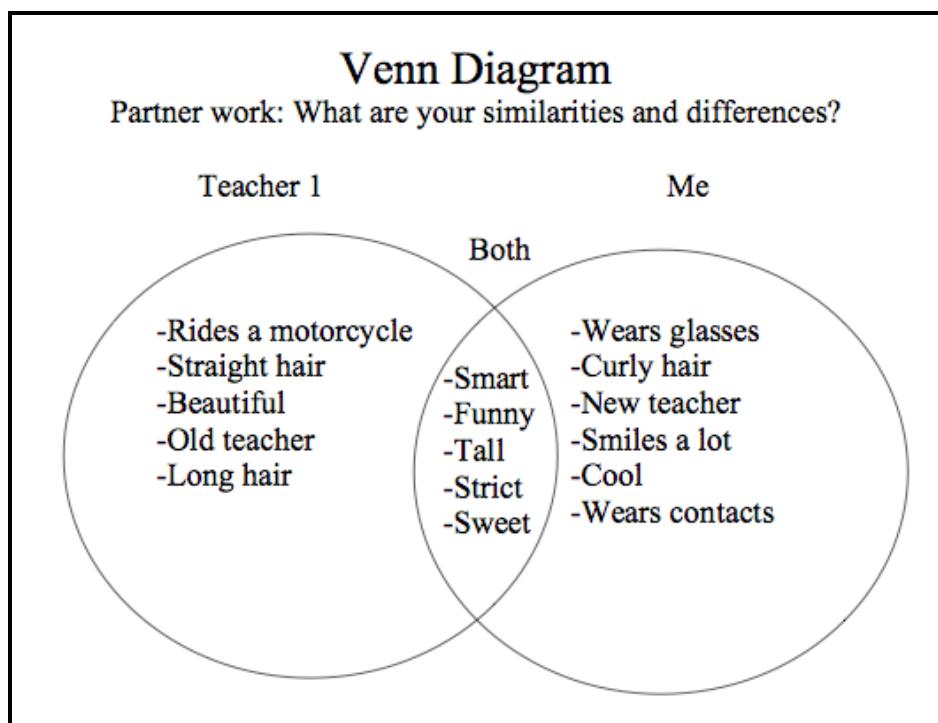 Venn Diagram
Partner work: What are your similarities and differences?
Teacher 1
Me
Both
-Rides a motorcycle
-Straight hair
-Beautiful
-Old teacher
-Long hair
-Smart
-Funny
-Tall
-Strict
-Sweet
-Wears glasses
-Curly hair
-New teacher
-Smiles a lot
-Cool
-Wears contacts